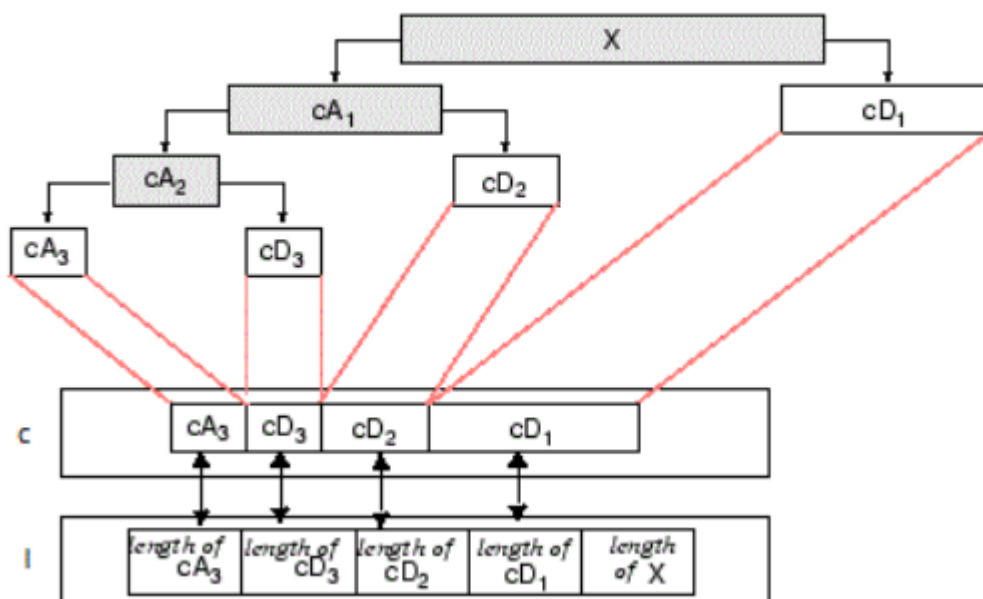 X
cA₁
cD₁
cA₂
cD₂
cA₃
cD₃
c
cA₃
cD₃
cD₂
cD₁
l
length of
cA₃
length of
cD₃
length of
cD₂
length of
cD₁
length
of X